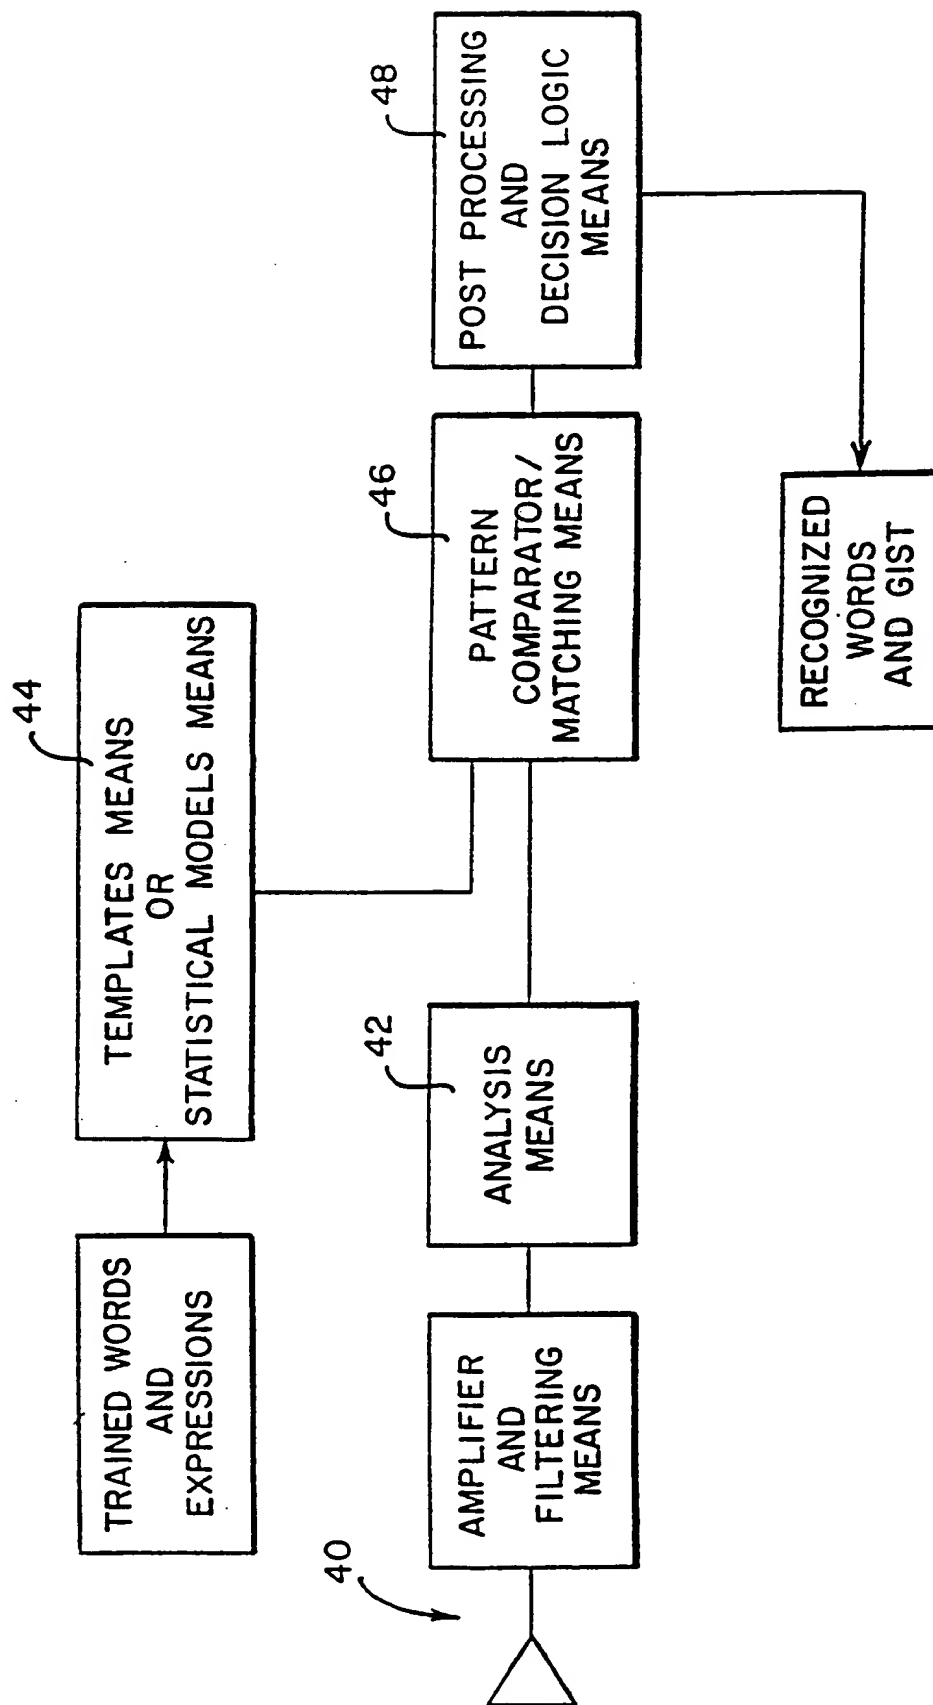 TRAINED WORDS
AND
EXPRESSIONS
44
TEMPLATES MEANS
OR
STATISTICAL MODELS MEANS
40
AMPLIFIER
AND
FILTERING
MEANS
42
ANALYSIS
MEANS
46
PATTERN
COMPARATOR/
MATCHING MEANS
48
POST PROCESSING
AND
DECISION LOGIC
MEANS
RECOGNIZED
WORDS
AND GIST